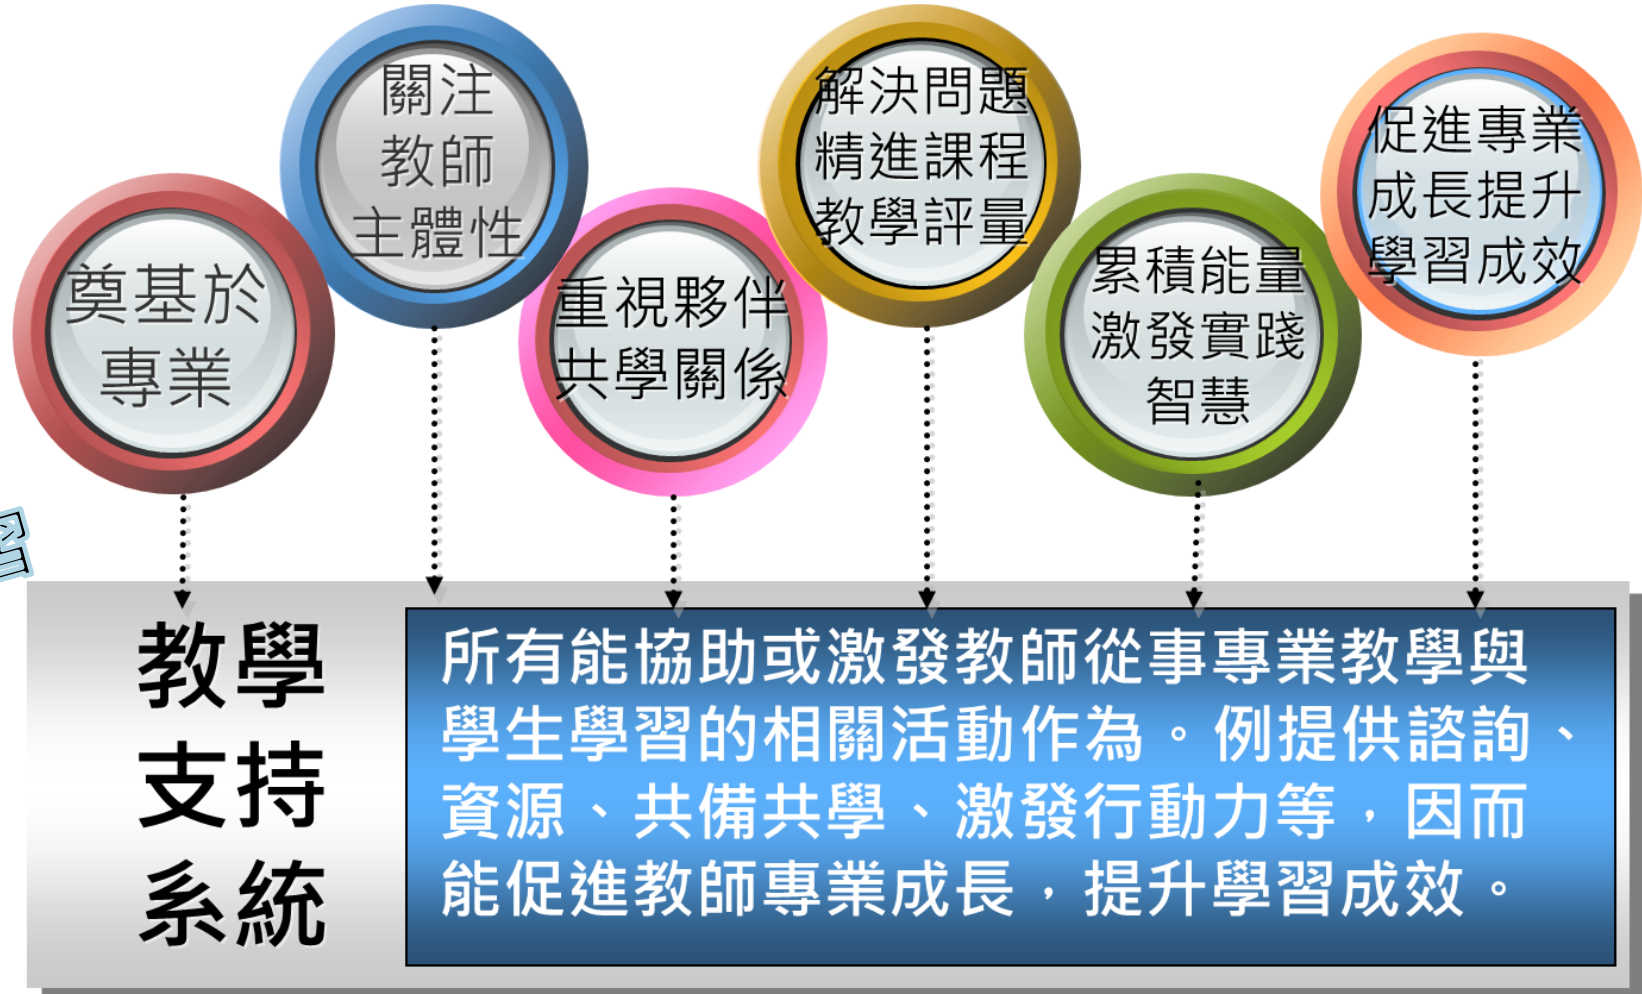 奠基於
專業
關注
教師
主體性
重視夥伴
共學關係
解決問題
精進課程
教學評量
累積能量
激發實踐
智慧
促進專業
成長提升
學習成效
習
教學
支持
系統
所有能協助或激發教師從事專業教學與
學生學習的相關活動作為。例提供諮詢、
資源、共備共學、激發行動力等，因而
能促進教師專業成長，提升學習成效。